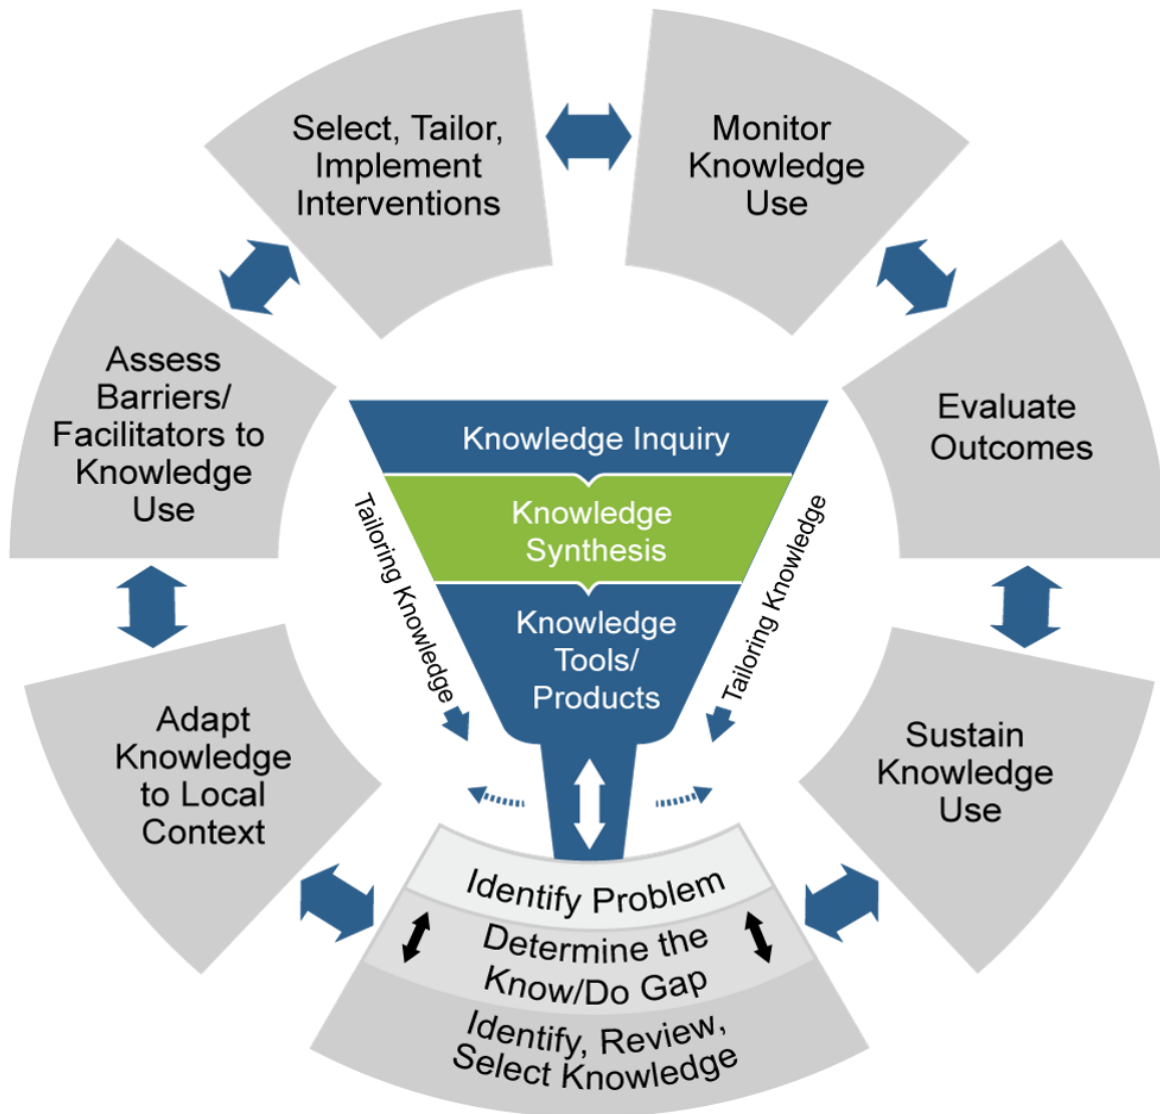 Select, Tailor,
Implement
Interventions
Monitor
Knowledge
Use
Assess
Barriers/
Facilitators to
Knowledge
Use
Evaluate
Outcomes
Knowledge Inquiry
Knowledge
Synthesis
Knowledge
Tools/
Products
Tailoring Knowledge
Tailoring Knowledge
Adapt
Knowledge
to Local
Context
Sustain
Knowledge
Use
Identify Problem
Determine the
Know/Do Gap
Identify, Review,
Select Knowledge